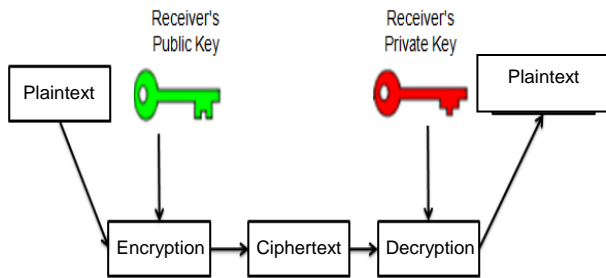 Receiver's
Public Key
Receiver's
Private Key
Plaintext
Plaintext
Encryption
Ciphertext
Decryption